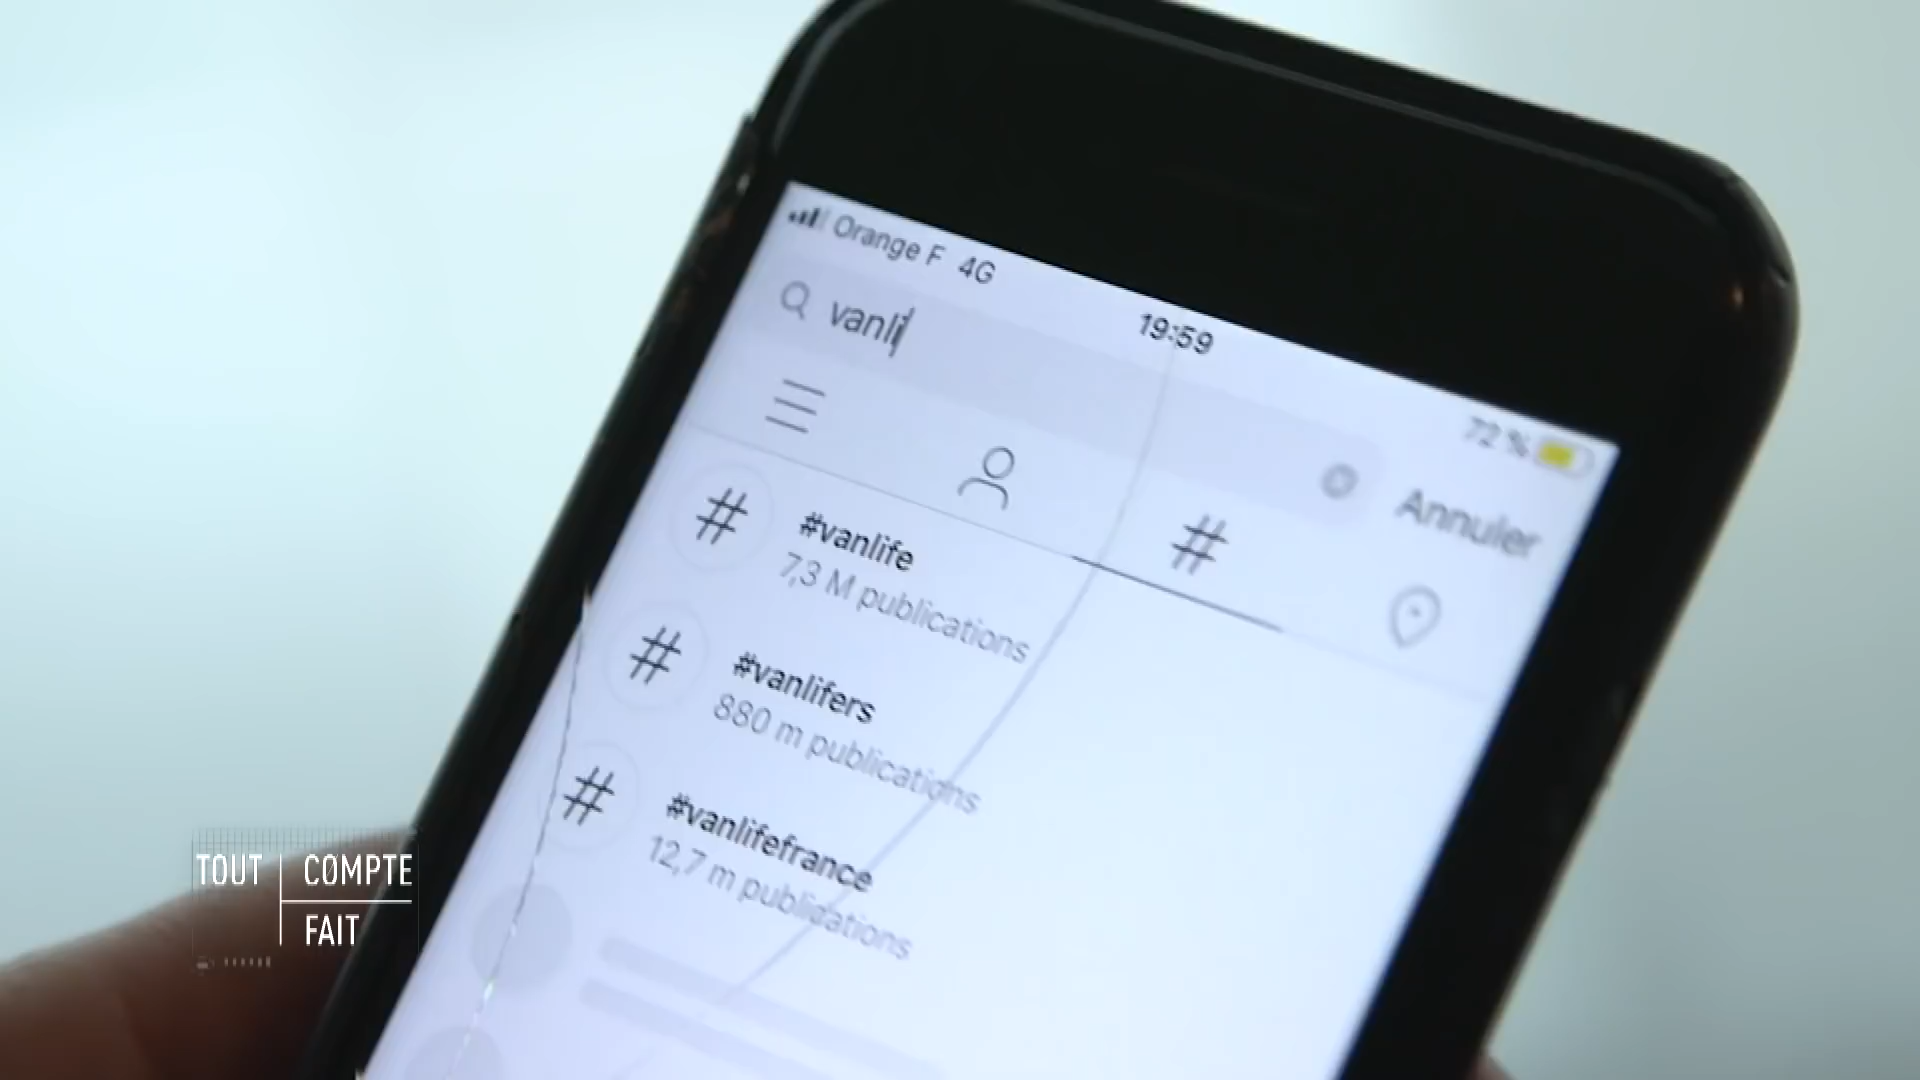 Orange F 4G
19:59
72 %
vanli
Annuler
#
#
#vanlife
7,3 M publications
#
#vanlifers
880 m publications
#
#vanlifefrance
12,7 m publications
TOUT COMPTE
FAIT